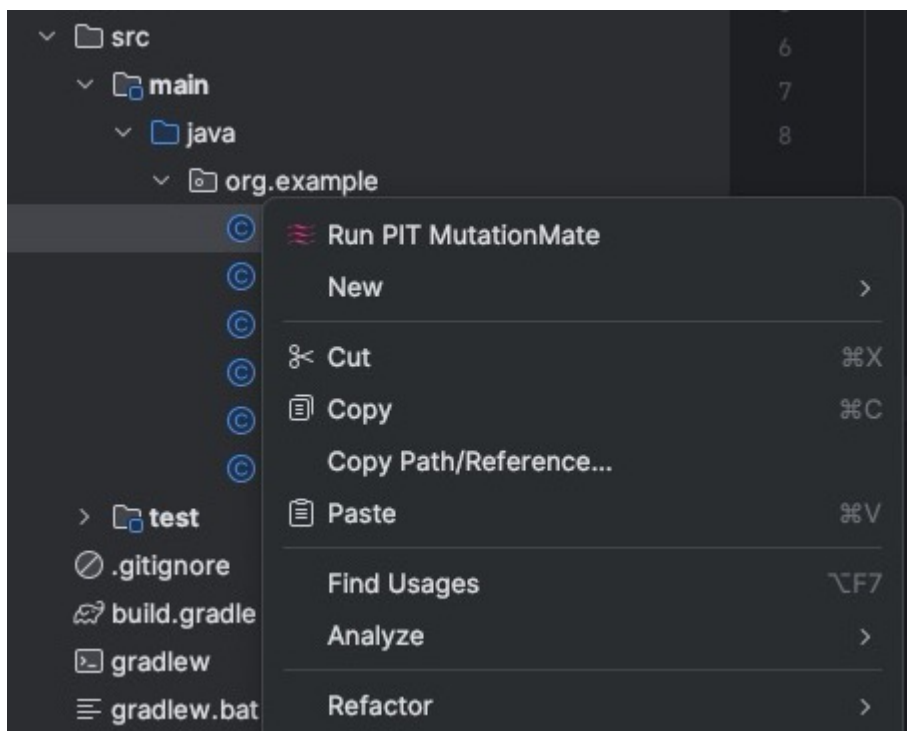 src
6
main
7
java
8
org.example
C
Run PIT MutationMate
C
New
C
Cut ⌘X
C
Copy ⌘C
C
Copy Path/Reference...
C
test
Paste ⌘V
.gitignore
Find Usages ⌥F7
build.gradle
Analyze
gradlew
gradlew.bat
Refactor